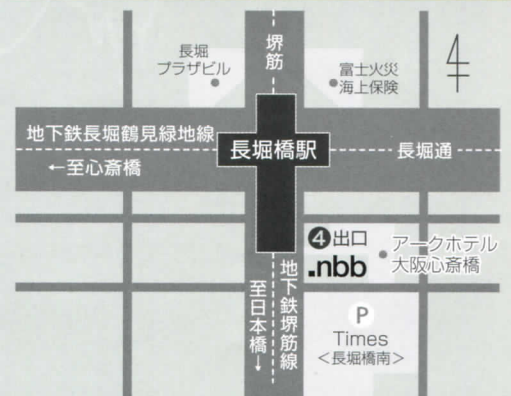 長堀
プラザビル
堺筋
富士火災
海上保険
地下鉄長堀鶴見緑地線
←至心斎橋
長堀橋駅
長堀通
❹出口
.nbb
アークホテル
大阪心斎橋
地下鉄堺筋線
至日本橋→
P
Times
<長堀橋南>